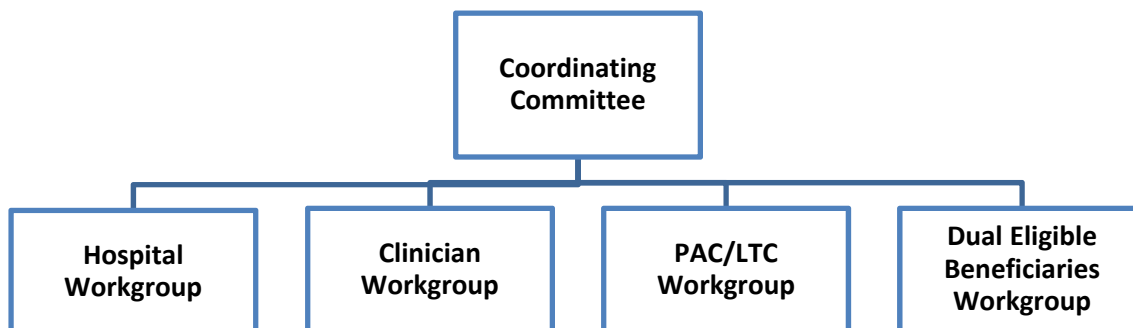 Coordinating
Committee
Hospital
Workgroup
Clinician
Workgroup
PAC/LTC
Workgroup
Dual Eligible
Beneficiaries
Workgroup